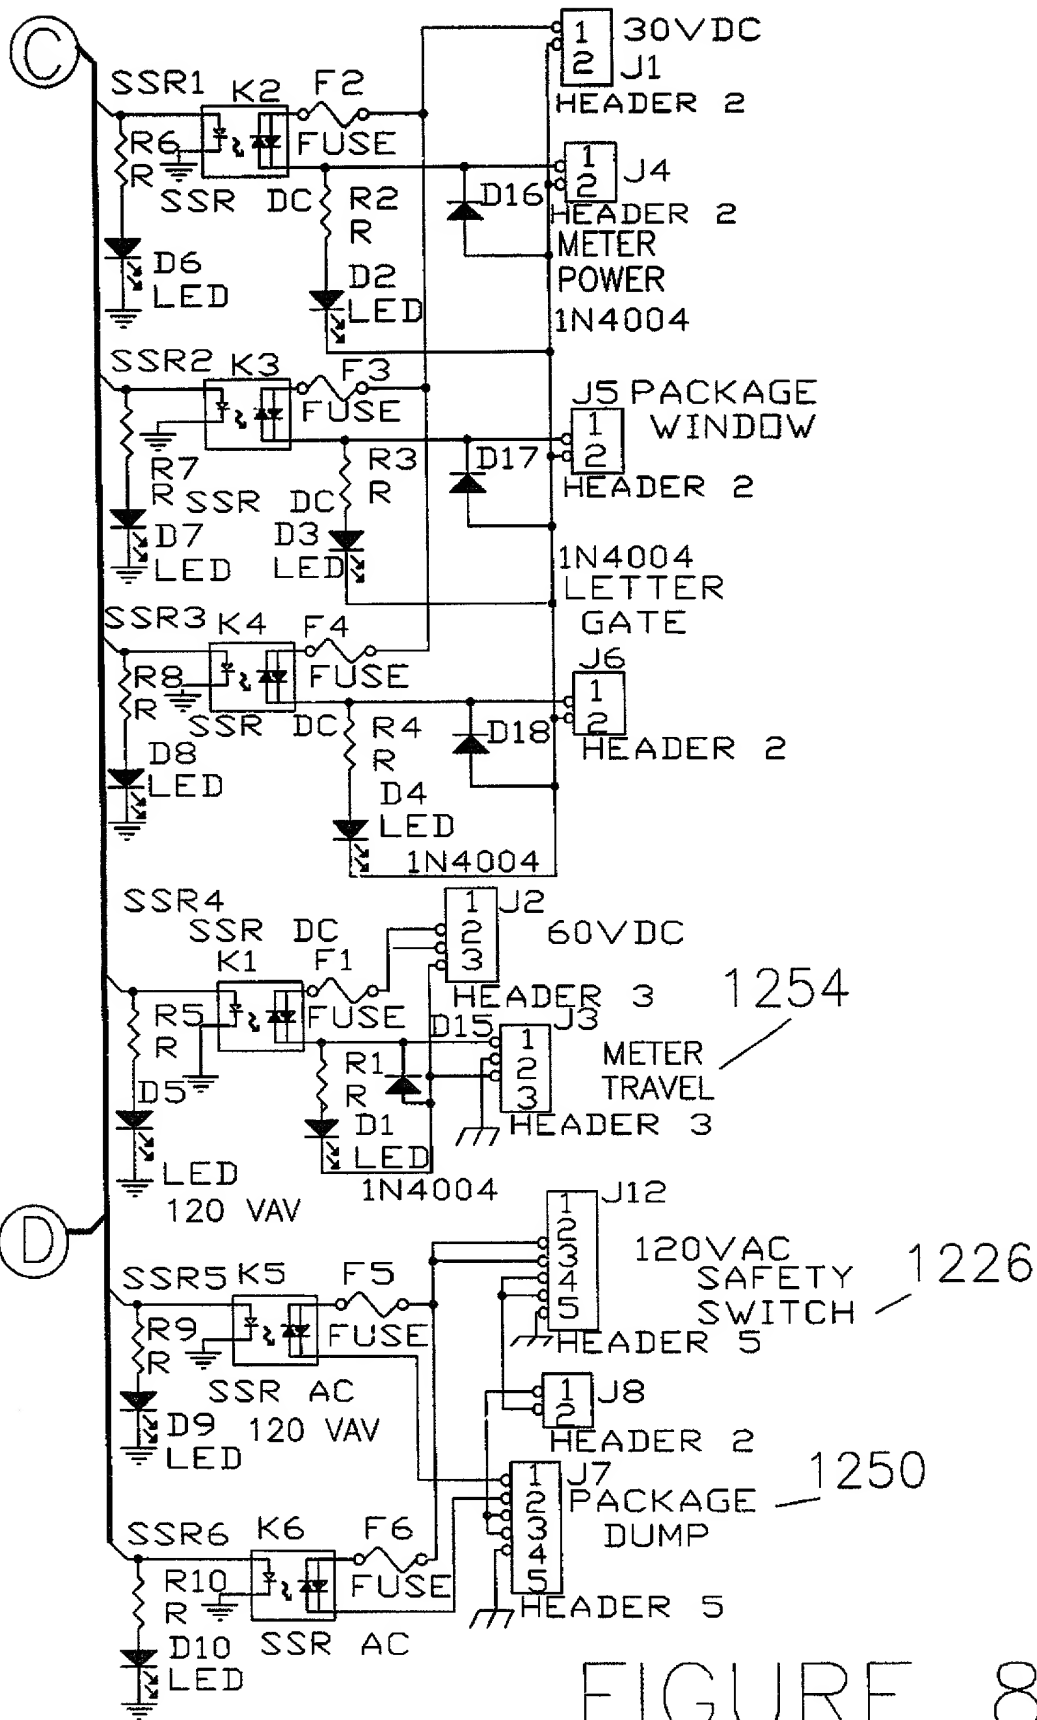 C
SSR1
K2
F2
FUSE
R6
R
SSR DC
D6
LED
R2
R
D2
LED
D16
1
2
30VDC
J1
HEADER 2
1
2
J4
HEADER 2
METER
POWER
1N4004
SSR2
K3
F3
FUSE
R7
R
SSR DC
D7
LED
R3
R
D3
LED
D17
J5 PACKAGE
WINDOW
1
2
HEADER 2
1N4004
LETTER
GATE
SSR3
K4
F4
FUSE
R8
R
SSR DC
D8
LED
R4
R
D4
LED
1N4004
D18
J6
1
2
HEADER 2
SSR4
SSR DC
K1
F1
FUSE
R5
R
D5
LED
120 VAV
R1
R
D1
LED
1N4004
D15
1
2
3
J2
60VDC
HEADER 3
J3
1
2
3
HEADER 3
METER
TRAVEL
1254
D
SSR5
K5
F5
FUSE
R9
R
SSR AC
D9
LED
120 VAV
1
2
3
4
5
J12
120VAC
SAFETY
SWITCH
1226
HEADER 5
1
2
J8
HEADER 2
J7
1
2
3
4
5
PACKAGE
DUMP
1250
HEADER 5
SSR6
K6
F6
FUSE
R10
R
SSR AC
D10
LED
FIGURE 8